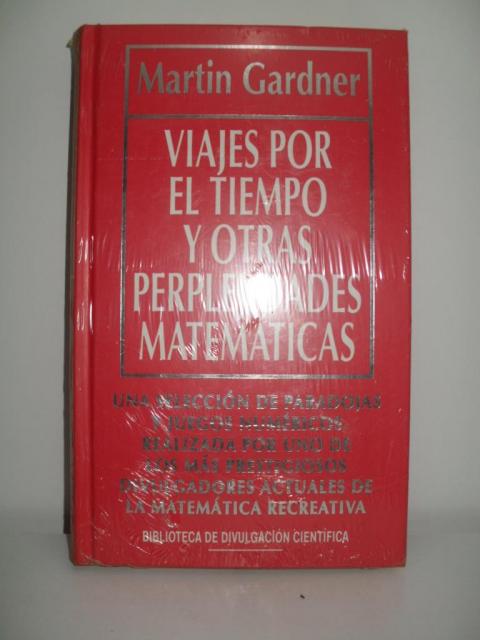 Martin Gardner
VIAJES POR
EL TIEMPO
Y OTRAS
PERPLEJIDADES
MATEMÁTICAS
UNA SELECCIÓN DE PARADOJAS
Y JUEGOS NUMÉRICOS
REALIZADA POR UNO DE
LOS MÁS PRESTIGIOSOS
DIVULGADORES ACTUALES DE
LA MATEMÁTICA RECREATIVA
BIBLIOTECA DE DIVULGACIÓN CIENTÍFICA